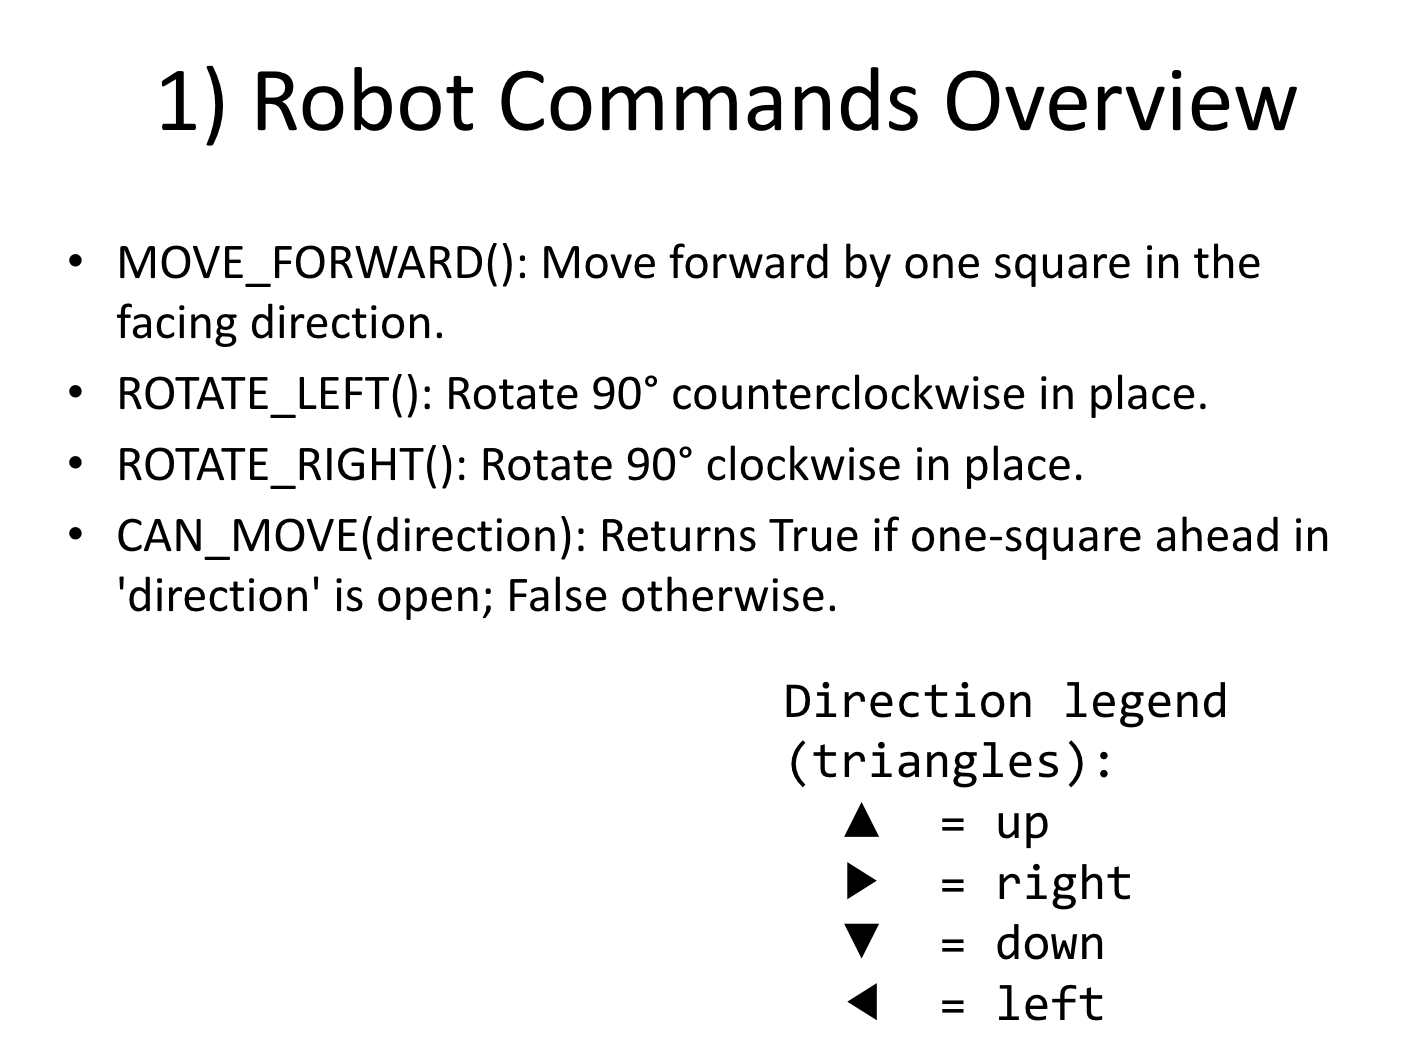 1) Robot Commands Overview
• MOVE_FORWARD(): Move forward by one square in the
facing direction.
• ROTATE_LEFT(): Rotate 90° counterclockwise in place.
• ROTATE_RIGHT(): Rotate 90° clockwise in place.
• CAN_MOVE(direction): Returns True if one-square ahead in
'direction' is open; False otherwise.
Direction legend
(triangles):
▲ = up
▶ = right
▼ = down
◀ = left